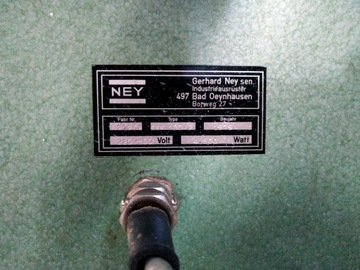 NEY
Gerhard Ney sen.
Industrieausrüster
497 Bad Oeynhausen
Borweg 27
Fabr Nr. Type Baujahr
Volt Watt